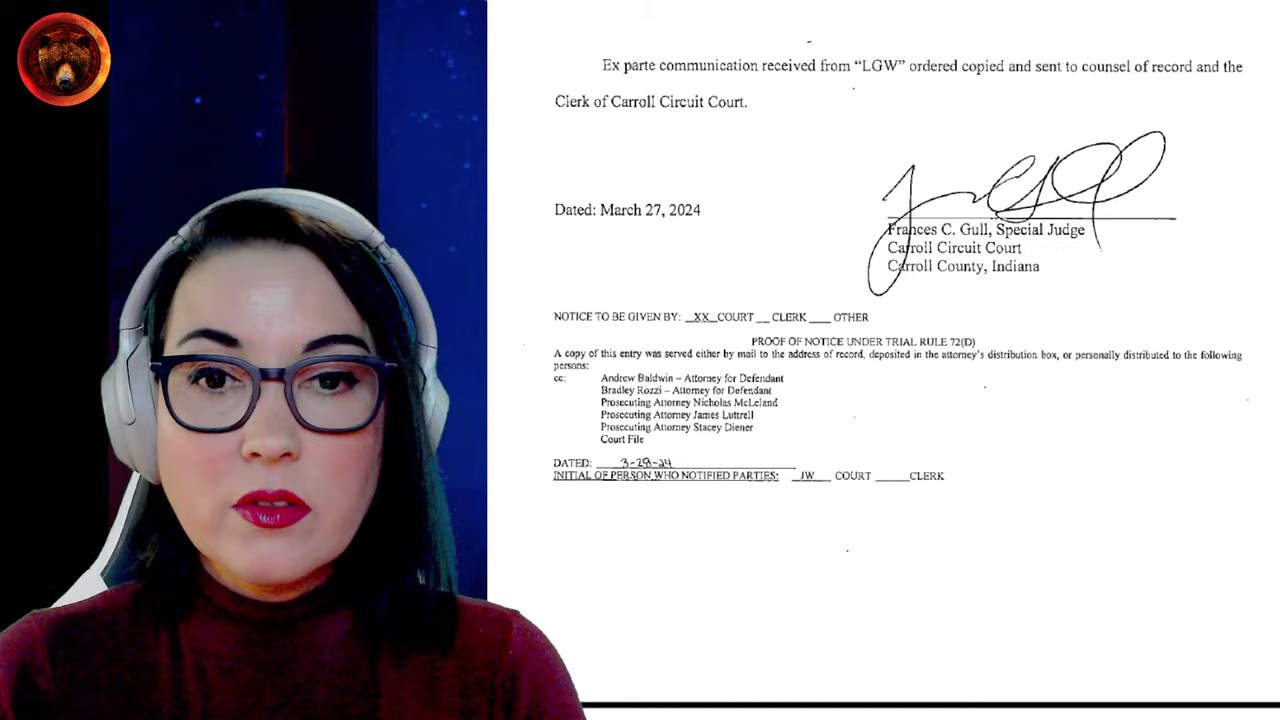 Ex parte communication received from “LGW” ordered copied and sent to counsel of record and the
Clerk of Carroll Circuit Court.
Dated: March 27, 2024
Frances C. Gull, Special Judge
Carroll Circuit Court
Carroll County, Indiana
NOTICE TO BE GIVEN BY: __XX__COURT __ CLERK ____ OTHER
PROOF OF NOTICE UNDER TRIAL RULE 72(D)
A copy of this entry was served either by mail to the address of record, deposited in the attorney's distribution box, or personally distributed to the following
persons:
cc: Andrew Baldwin – Attorney for Defendant
Bradley Rozzi – Attorney for Defendant
Prosecuting Attorney Nicholas McLeland
Prosecuting Attorney James Luttrell
Prosecuting Attorney Stacey Diener
Court File
DATED: 3-28-24
INITIAL OF PERSON WHO NOTIFIED PARTIES: __JW__ COURT ______CLERK